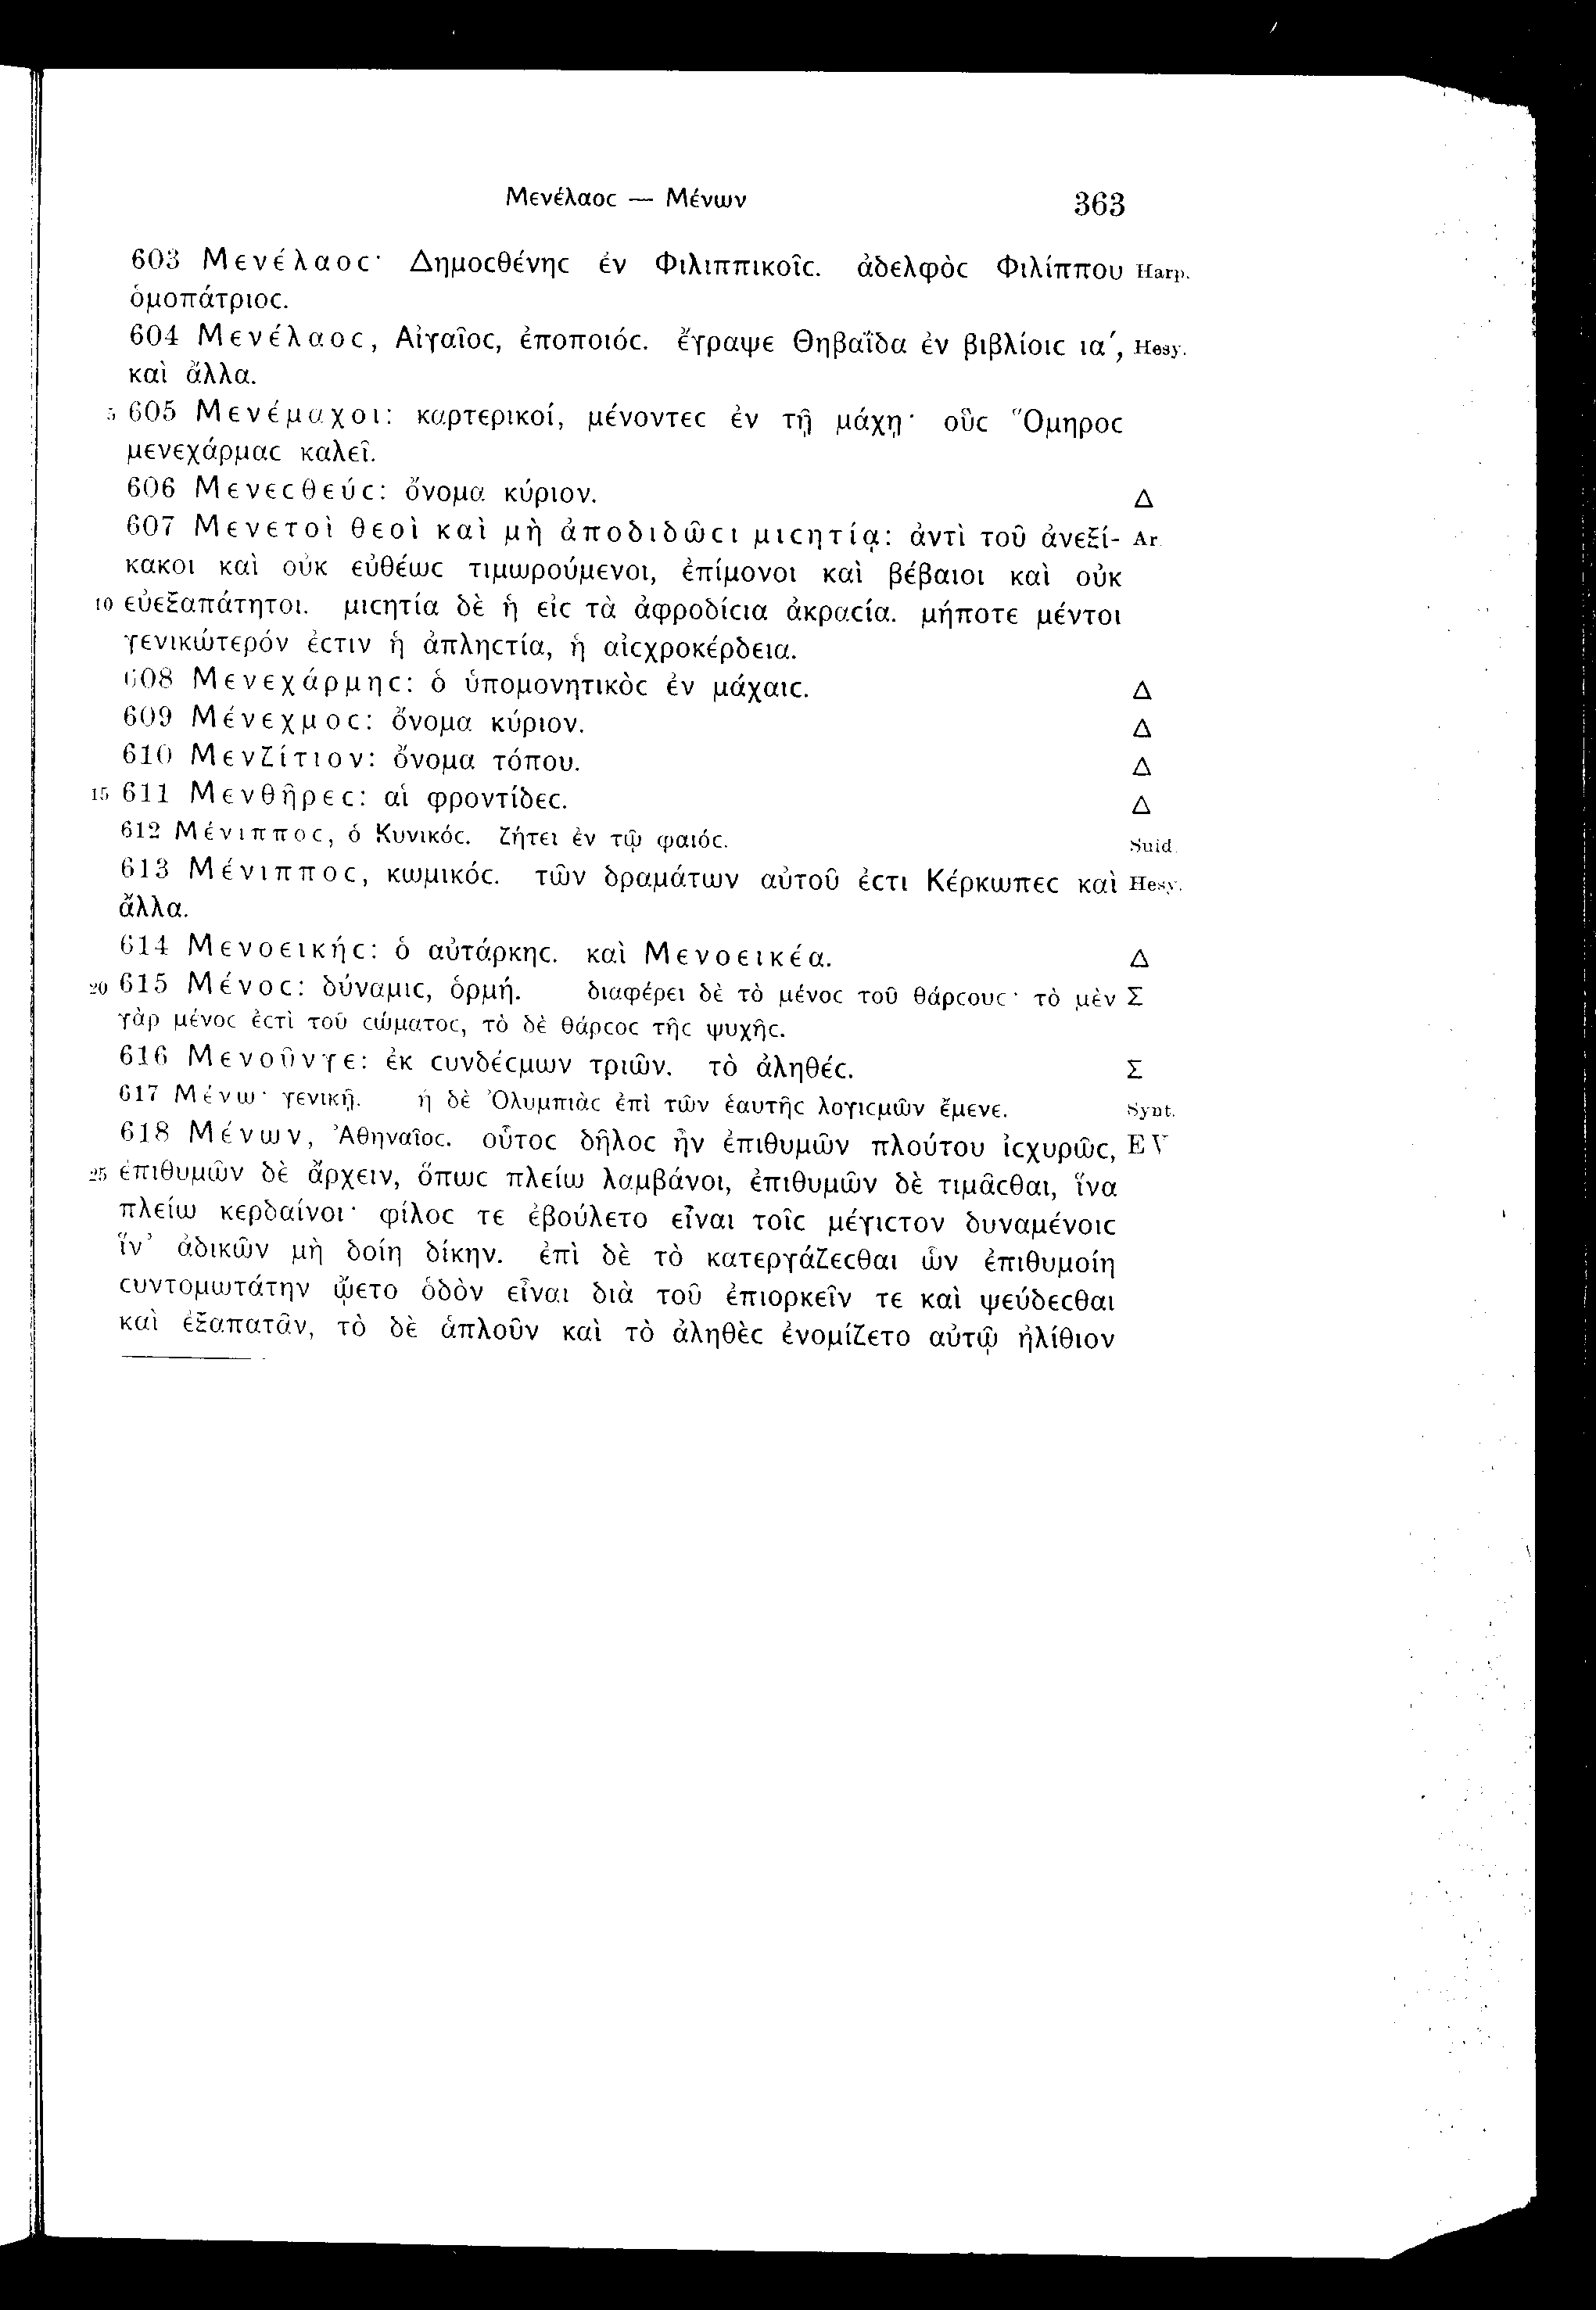 Μενέλαοϲ — Μένων 363
603 Μενέλαοϲ· Δημοϲθένηϲ ἐν Φιλιππικοῖϲ. ἀδελφὸϲ Φιλίππου Harp.
ὁμοπάτριοϲ.
604 Μενέλαοϲ, Αἰγαῖοϲ, ἐποποιόϲ. ἔγραψε Θηβαΐδα ἐν βιβλίοιϲ ια΄, Hesy.
καὶ ἄλλα.
5 605 Μενέμαχοι: καρτερικοί, μένοντεϲ ἐν τῇ μάχῃ· οὓϲ Ὅμηροϲ
μενεχάρμαϲ καλεῖ.
606 Μενεϲθεύϲ: ὄνομα κύριον. Δ
607 Μενετοὶ θεοὶ καὶ μὴ ἀποδιδῶϲι μιϲητίᾳ: ἀντὶ τοῦ ἀνεξί- Ar
κακοι καὶ οὐκ εὐθέωϲ τιμωρούμενοι, ἐπίμονοι καὶ βέβαιοι καὶ οὐκ
10 εὐεξαπάτητοι. μιϲητία δὲ ἡ εἰϲ τὰ ἀφροδίϲια ἀκραϲία. μήποτε μέντοι
γενικώτερόν ἐϲτιν ἡ ἀπληϲτία, ἡ αἰϲχροκέρδεια.
608 Μενεχάρμηϲ: ὁ ὑπομονητικὸϲ ἐν μάχαιϲ. Δ
609 Μένεχμοϲ: ὄνομα κύριον. Δ
610 Μενζίτιον: ὄνομα τόπου. Δ
15 611 Μενθῆρεϲ: αἱ φροντίδεϲ. Δ
612 Μένιπποϲ, ὁ Κυνικόϲ. ζήτει ἐν τῷ φαιόϲ. Suid.
613 Μένιπποϲ, κωμικόϲ. τῶν δραμάτων αὐτοῦ ἐϲτι Κέρκωπεϲ καὶ Hesy.
ἄλλα.
614 Μενοεικήϲ: ὁ αὐτάρκηϲ. καὶ Μενοεικέα. Δ
20 615 Μένοϲ: δύναμιϲ, ὁρμή. διαφέρει δὲ τὸ μένοϲ τοῦ θάρϲουϲ· τὸ μὲν Σ
γὰρ μένοϲ ἐϲτὶ τοῦ ϲώματοϲ, τὸ δὲ θάρϲοϲ τῆϲ ψυχῆϲ.
616 Μενοῦνγε: ἐκ ϲυνδέϲμων τριῶν. τὸ ἀληθέϲ. Σ
617 Μένω· γενικῇ. ἡ δὲ Ὀλυμπιὰϲ ἐπὶ τῶν ἑαυτῆϲ λογιϲμῶν ἔμενε. Synt.
618 Μένων, Ἀθηναῖοϲ. οὗτοϲ δῆλοϲ ἦν ἐπιθυμῶν πλούτου ἰϲχυρῶϲ, EV
25 ἐπιθυμῶν δὲ ἄρχειν, ὅπωϲ πλείω λαμβάνοι, ἐπιθυμῶν δὲ τιμᾶϲθαι, ἵνα
πλείω κερδαίνοι· φίλοϲ τε ἐβούλετο εἶναι τοῖϲ μέγιϲτον δυναμένοιϲ
ἵν’ ἀδικῶν μὴ δοίη δίκην. ἐπὶ δὲ τὸ κατεργάζεϲθαι ὧν ἐπιθυμοίη
ϲυντομωτάτην ᾤετο ὁδὸν εἶναι διὰ τοῦ ἐπιορκεῖν τε καὶ ψεύδεϲθαι
καὶ ἐξαπατᾶν, τὸ δὲ ἁπλοῦν καὶ τὸ ἀληθὲϲ ἐνομίζετο αὐτῷ ἠλίθιον